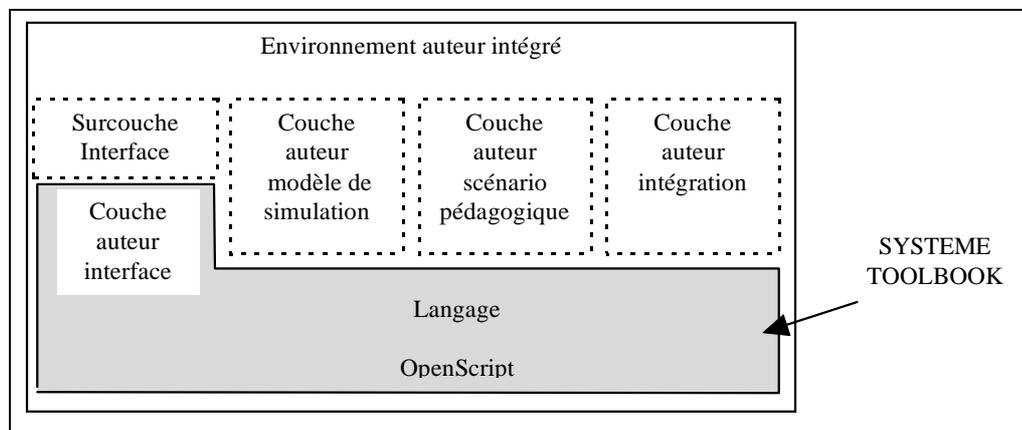 Environnement auteur intégré
Surcouche
Interface
Couche
auteur
modèle de
simulation
Couche
auteur
scénario
pédagogique
Couche
auteur
intégration
Couche
auteur
interface
Langage
OpenScript
SYSTEME
TOOLBOOK